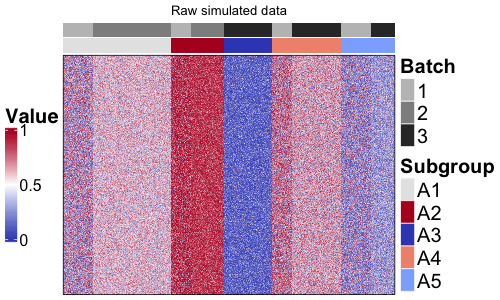 Raw simulated data
Value
1
0.5
0
Batch
1
2
3
Subgroup
A1
A2
A3
A4
A5